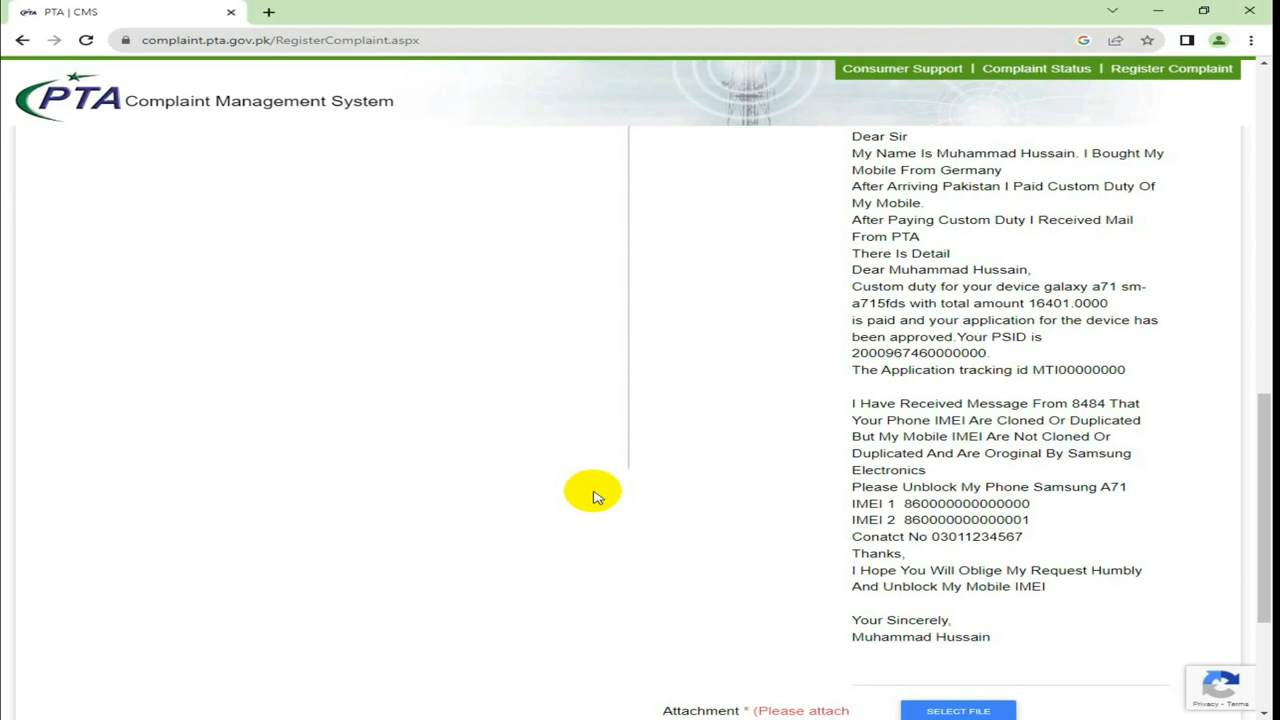 PTA | CMS
complaint.pta.gov.pk/RegisterComplaint.aspx
Consumer Support | Complaint Status | Register Complaint
PTA Complaint Management System
Dear Sir
My Name Is Muhammad Hussain. I Bought My
Mobile From Germany
After Arriving Pakistan I Paid Custom Duty Of
My Mobile.
After Paying Custom Duty I Received Mail
From PTA
There Is Detail
Dear Muhammad Hussain,
Custom duty for your device galaxy a71 sm-
a715fds with total amount 16401.0000
is paid and your application for the device has
been approved.Your PSID is
2000967460000000.
The Application tracking id MTI00000000
I Have Received Message From 8484 That
Your Phone IMEI Are Cloned Or Duplicated
But My Mobile IMEI Are Not Cloned Or
Duplicated And Are Oroginal By Samsung
Electronics
Please Unblock My Phone Samsung A71
IMEI 1  860000000000000
IMEI 2  860000000000001
Conatct No 03011234567
Thanks,
I Hope You Will Oblige My Request Humbly
And Unblock My Mobile IMEI
Your Sincerely,
Muhammad Hussain
Attachment * (Please attach
SELECT FILE
Privacy - Terms